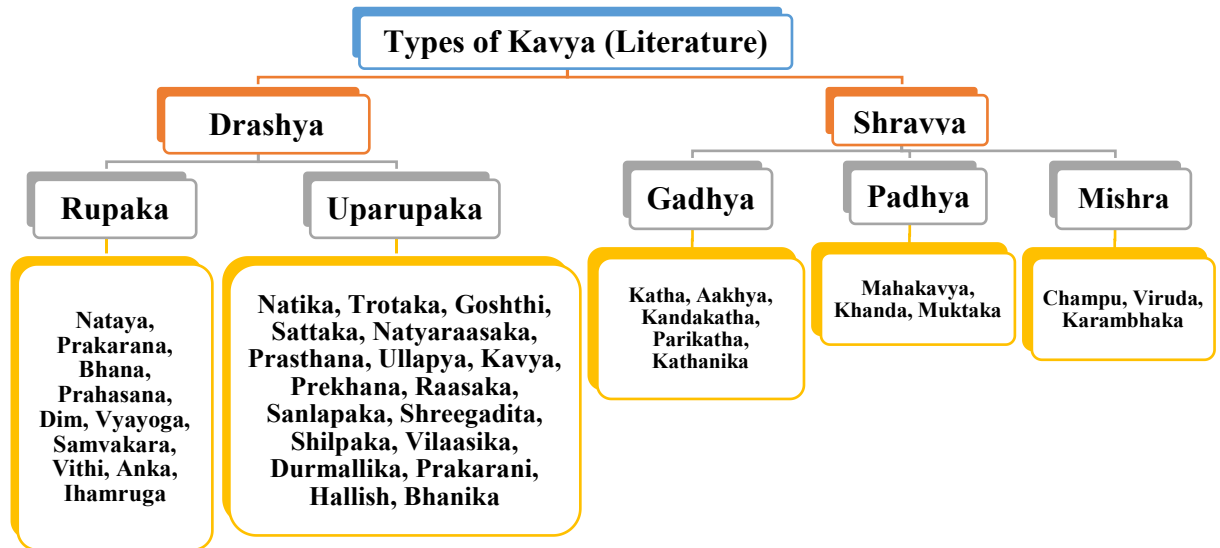 Types of Kavya (Literature)
Drashya
Shravva
Rupaka
Uparupaka
Gadhya
Padhya
Mishra
Nataya,
Prakarana,
Bhana,
Prahasana,
Dim, Vyayoga,
Samvakara,
Vithi, Anka,
Ihamruga
Natika, Trotaka, Goshthi,
Sattaka, Natyaraasaka,
Prasthana, Ullapya, Kavya,
Prekhana, Raasaka,
Sanlapaka, Shreegadita,
Shilpaka, Vilaasika,
Durmallika, Prakarani,
Hallish, Bhanika
Katha, Aakhya,
Kandakatha,
Parikatha,
Kathanika
Mahakavya,
Khanda, Muktaka
Champu, Viruda,
Karambhaka